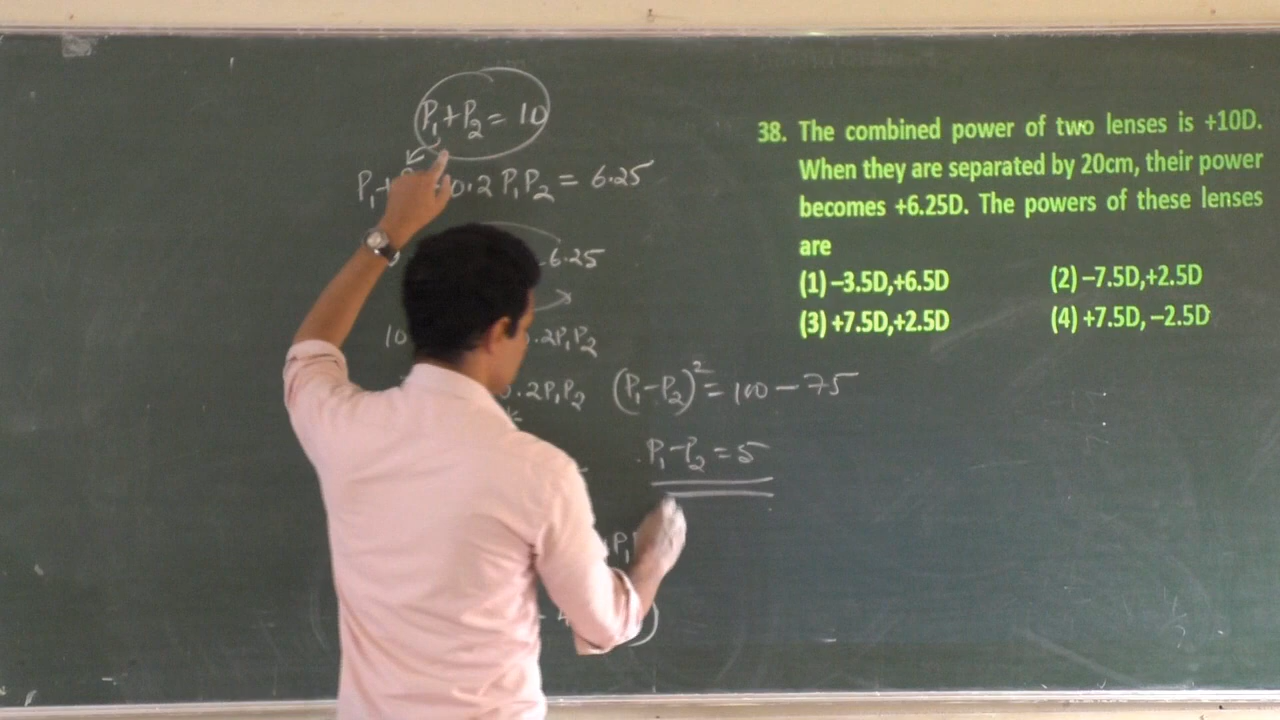 P₁+P₂ = 10
P₁+ 0.2 P₁P₂ = 6.25
6.25
10 .2P₁P₂
0.2P₁P₂
(P₁-P₂)² = 100 - 75
P₁-P₂ = 5
38. The combined power of two lenses is +10D.
When they are separated by 20cm, their power
becomes +6.25D. The powers of these lenses
are
(1) –3.5D,+6.5D (2) –7.5D,+2.5D
(3) +7.5D,+2.5D (4) +7.5D, –2.5D